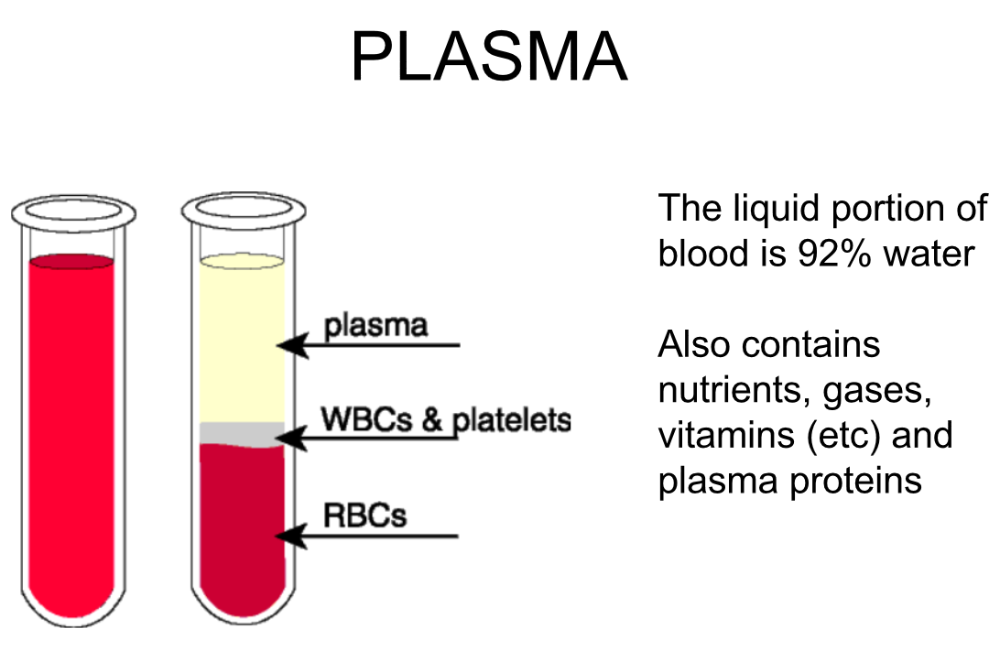 PLASMA
plasma
WBCs & platelets
RBCs
The liquid portion of
blood is 92% water
Also contains
nutrients, gases,
vitamins (etc) and
plasma proteins